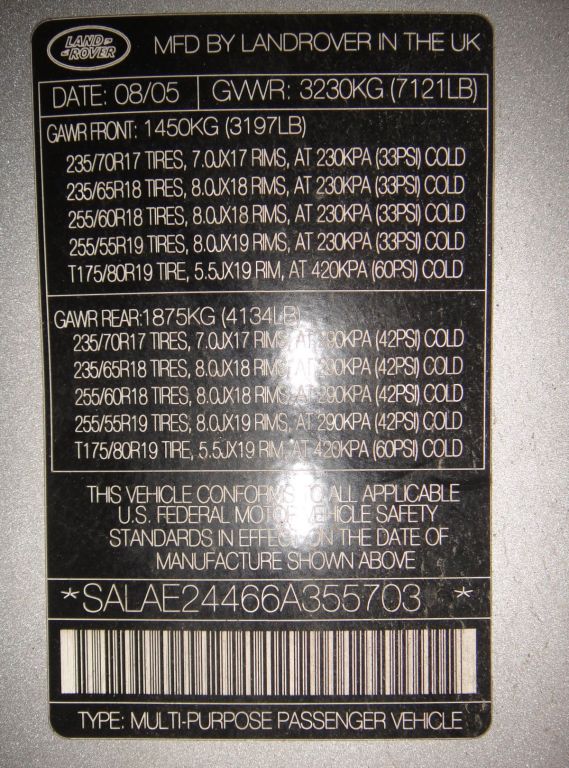 LAND ROVER
MFD BY LANDROVER IN THE UK
DATE: 08/05 GVWR: 3230KG (7121LB)
GAWR FRONT: 1450KG (3197LB)
235/70R17 TIRES, 7.0JX17 RIMS, AT 230KPA (33PSI) COLD
235/65R18 TIRES, 8.0JX18 RIMS, AT 230KPA (33PSI) COLD
255/60R18 TIRES, 8.0JX18 RIMS, AT 230KPA (33PSI) COLD
255/55R19 TIRES, 8.0JX19 RIMS, AT 230KPA (33PSI) COLD
T175/80R19 TIRE, 5.5JX19 RIM, AT 420KPA (60PSI) COLD
GAWR REAR: 1875KG (4134LB)
235/70R17 TIRES, 7.0JX17 RIMS, AT 290KPA (42PSI) COLD
235/65R18 TIRES, 8.0JX18 RIMS, AT 290KPA (42PSI) COLD
255/60R18 TIRES, 8.0JX18 RIMS, AT 290KPA (42PSI) COLD
255/55R19 TIRES, 8.0JX19 RIMS, AT 290KPA (42PSI) COLD
T175/80R19 TIRE, 5.5JX19 RIM, AT 420KPA (60PSI) COLD
THIS VEHICLE CONFORMS TO ALL APPLICABLE
U.S. FEDERAL MOTOR VEHICLE SAFETY
STANDARDS IN EFFECT ON THE DATE OF
MANUFACTURE SHOWN ABOVE
*SALAE24466A355703 *
TYPE: MULTI-PURPOSE PASSENGER VEHICLE